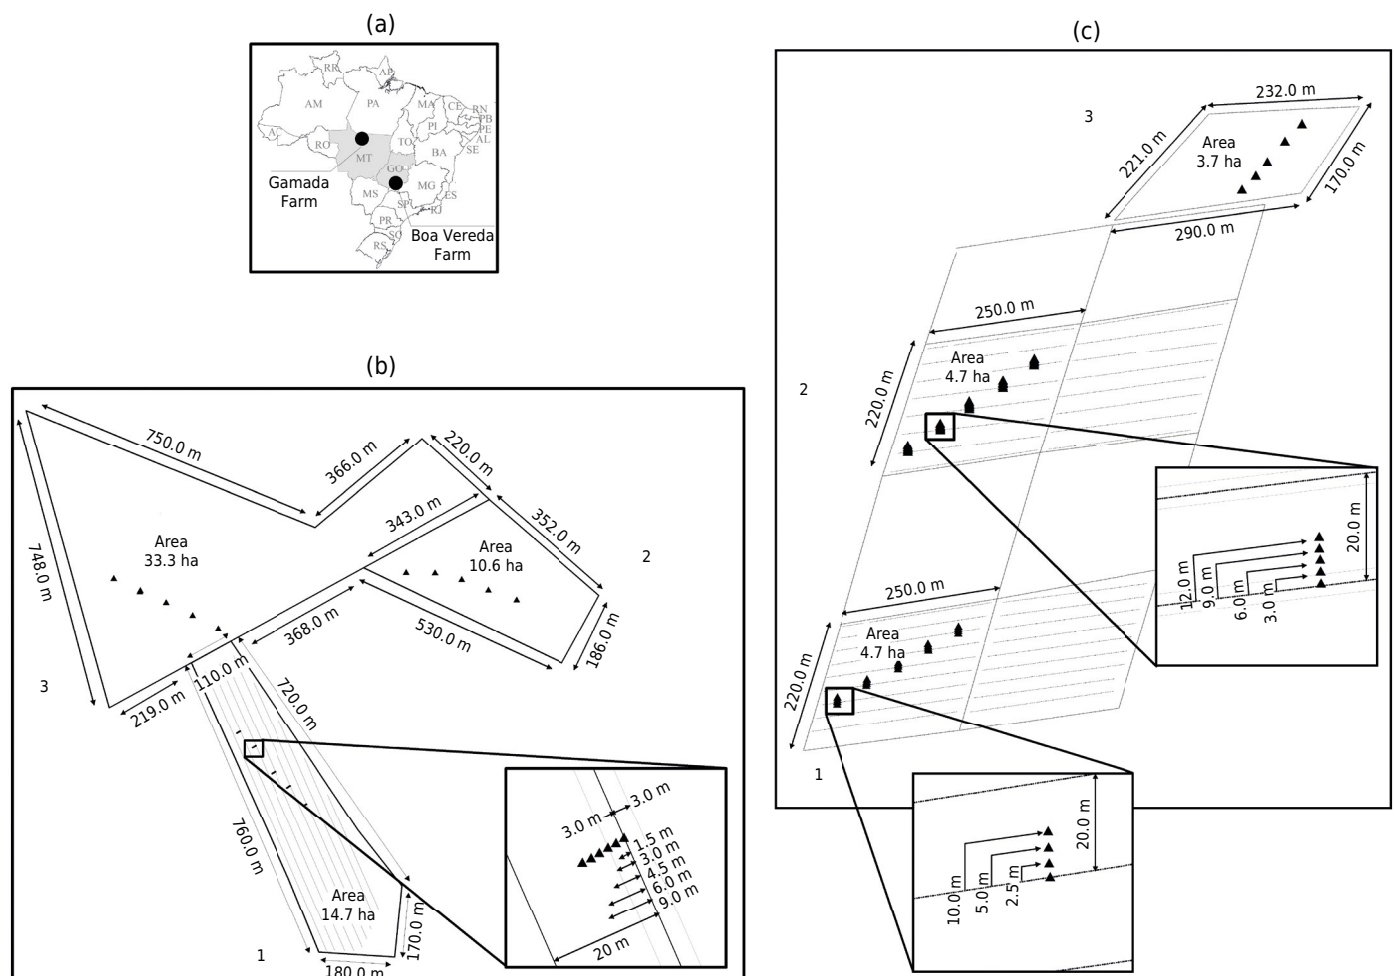 (a)
RR
AP
AM
PA
MA
CE
RN
PB
PE
AL
SE
PI
TO
RO
A
MT
BA
GO
MG
ES
MS
SP
RJ
PR
SC
RS
Gamada
Farm
Boa Vereda
Farm
(b)
750.0 m
366.0 m
220.0 m
343.0 m
352.0 m
748.0 m
Area
33.3 ha
Area
10.6 ha
2
368.0 m
530.0 m
186.0 m
3
219.0 m
110.0 m
720.0 m
760.0 m
Area
14.7 ha
170.0 m
180.0 m
1
3.0 m
3.0 m
1.5 m
3.0 m
4.5 m
6.0 m
9.0 m
20 m
(c)
3
232.0 m
221.0 m
Area
3.7 ha
170.0 m
290.0 m
250.0 m
2
Area
4.7 ha
220.0 m
20.0 m
12.0 m
9.0 m
6.0 m
3.0 m
250.0 m
Area
4.7 ha
220.0 m
1
20.0 m
10.0 m
5.0 m
2.5 m